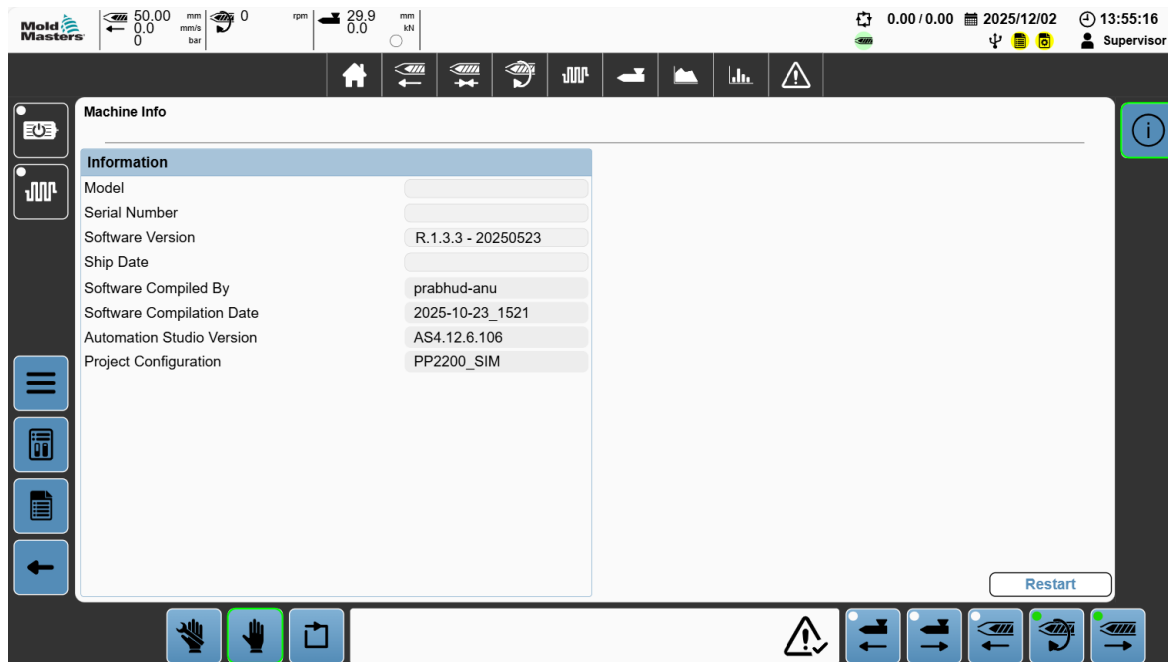 Mold
Masters
50.00 mm
0.0 mm/s
0 bar
0 rpm
29.9 mm
0.0 kN
0.00 / 0.00
2025/12/02
13:55:16
Supervisor
Machine Info
Information
Model
Serial Number
Software Version R.1.3.3 - 20250523
Ship Date
Software Compiled By prabhud-anu
Software Compilation Date 2025-10-23_1521
Automation Studio Version AS4.12.6.106
Project Configuration PP2200_SIM
Restart